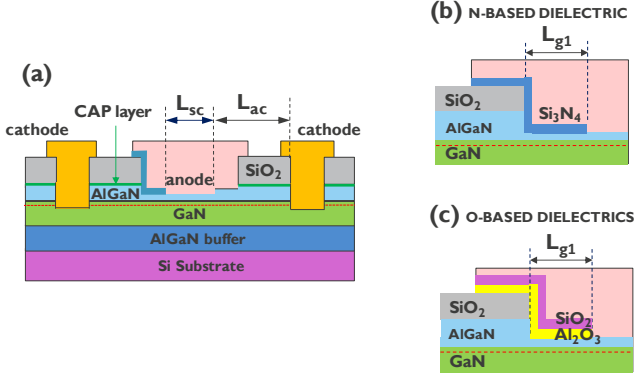 (a)
CAP layer
cathode
L_sc
L_ac
cathode
anode
SiO₂
AlGaN
GaN
AlGaN buffer
Si Substrate
(b) N-BASED DIELECTRIC
L_g1
SiO₂
Si₃N₄
AlGaN
GaN
(c) O-BASED DIELECTRICS
L_g1
SiO₂
SiO₂
AlGaN
Al₂O₃
GaN